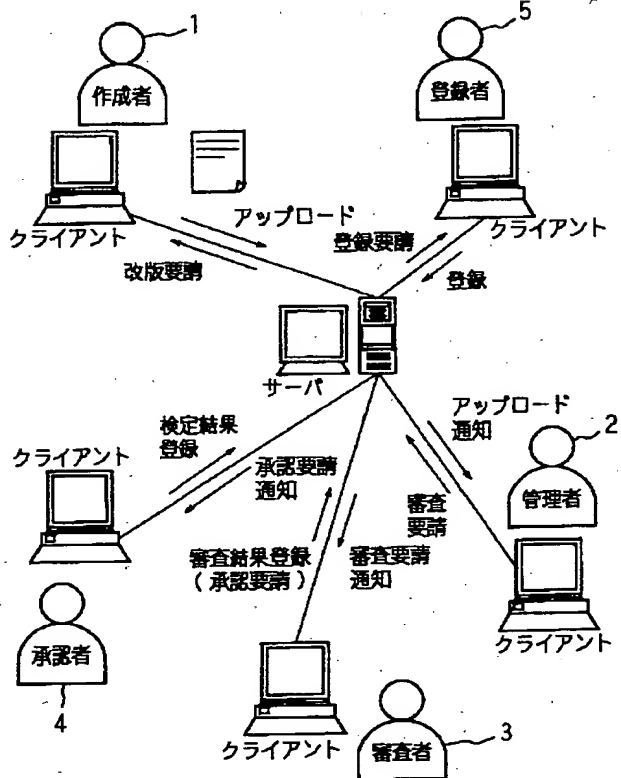 1
作成者
クライアント
アップロード
改版要請
5
登録者
クライアント
登録要請
登録
サーバ
アップロード
通知
2
管理者
審査
要請
クライアント
検定結果
登録
クライアント
承認要請
通知
承認者
4
審査結果登録
(承認要請)
審査要請
通知
クライアント
審査者
3